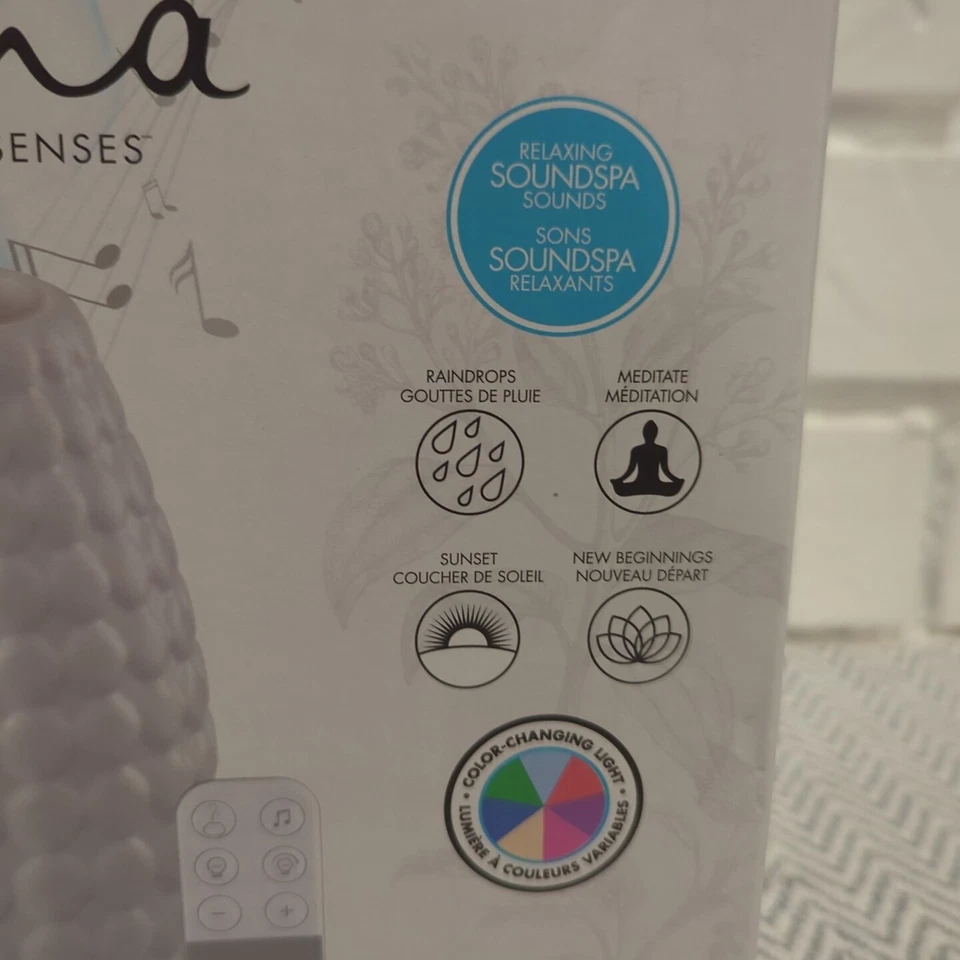 SENSES™
RELAXING
SOUNDSPA
SOUNDS
SONS
SOUNDSPA
RELAXANTS
RAINDROPS
GOUTTES DE PLUIE
MEDITATE
MÉDITATION
SUNSET
COUCHER DE SOLEIL
NEW BEGINNINGS
NOUVEAU DÉPART
• COLOR-CHANGING LIGHT •
LUMIÈRE À COULEURS VARIABLES